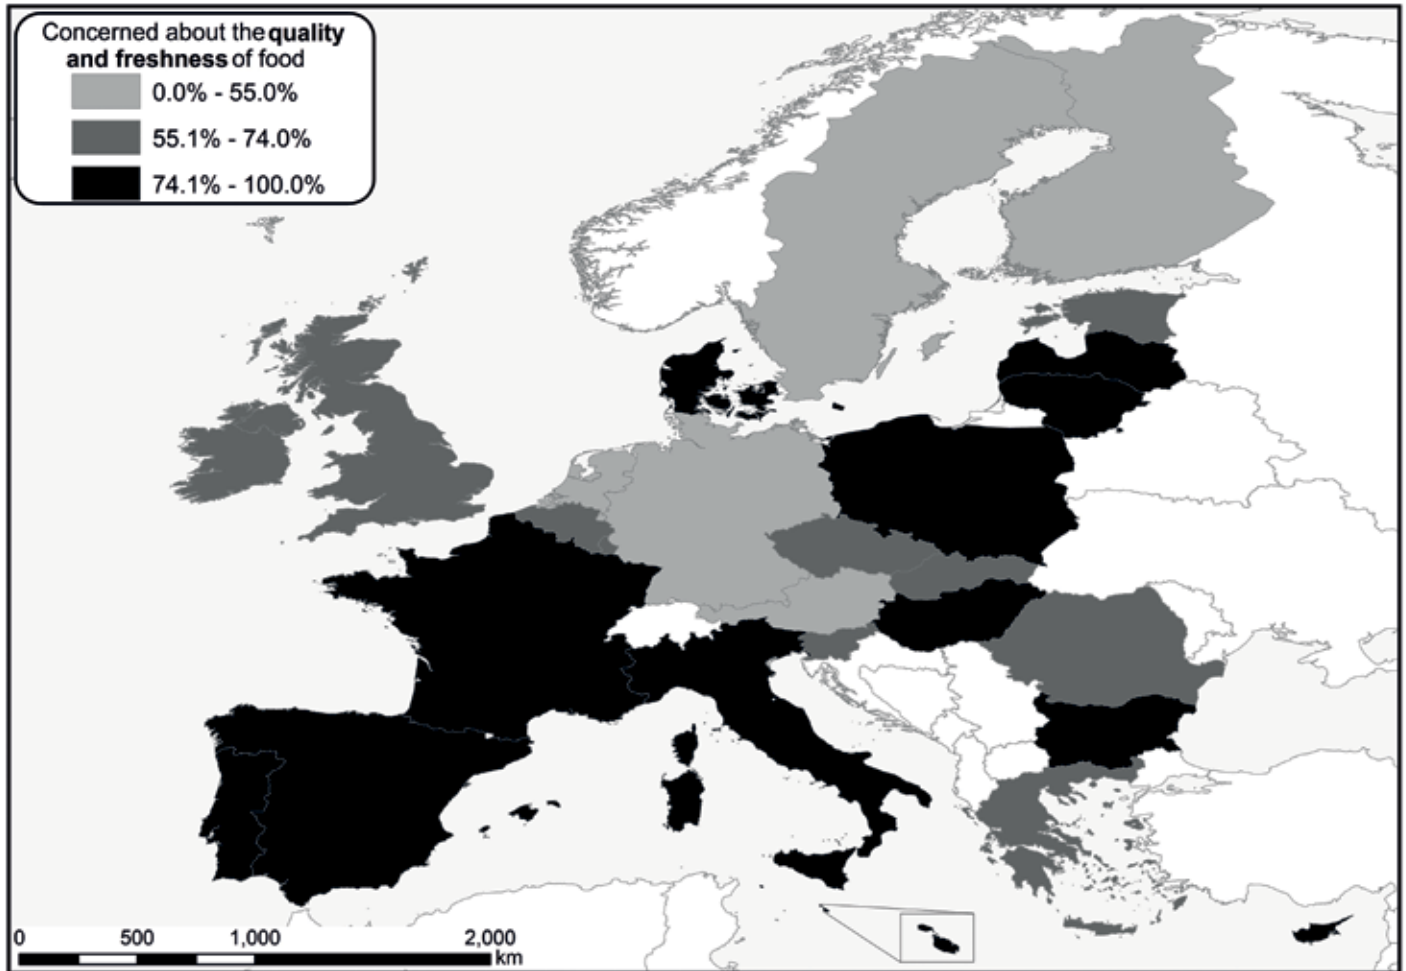 Concerned about the quality
and freshness of food
0.0% - 55.0%
55.1% - 74.0%
74.1% - 100.0%
0 500 1,000 2,000
km